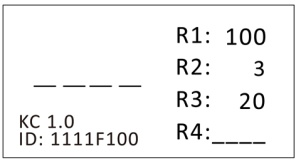 R1: 100
R2: 3
R3: 20
R4:____
_ _ _ _
KC 1.0
ID: 1111F100